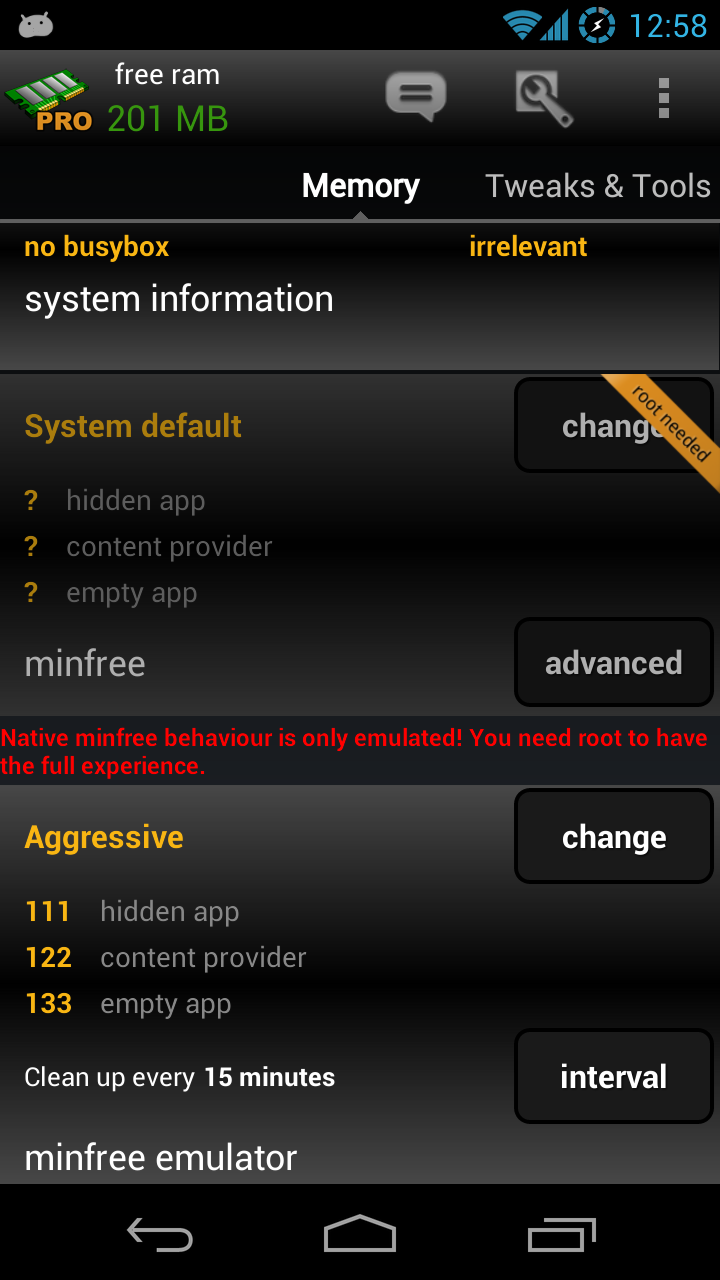 12:58
free ram
PRO
201 MB
Memory
Tweaks & Tools
no busybox
irrelevant
system information
System default
change
root needed
? hidden app
? content provider
? empty app
minfree
advanced
Native minfree behaviour is only emulated! You need root to have
the full experience.
Aggressive
change
111 hidden app
122 content provider
133 empty app
Clean up every 15 minutes
interval
minfree emulator